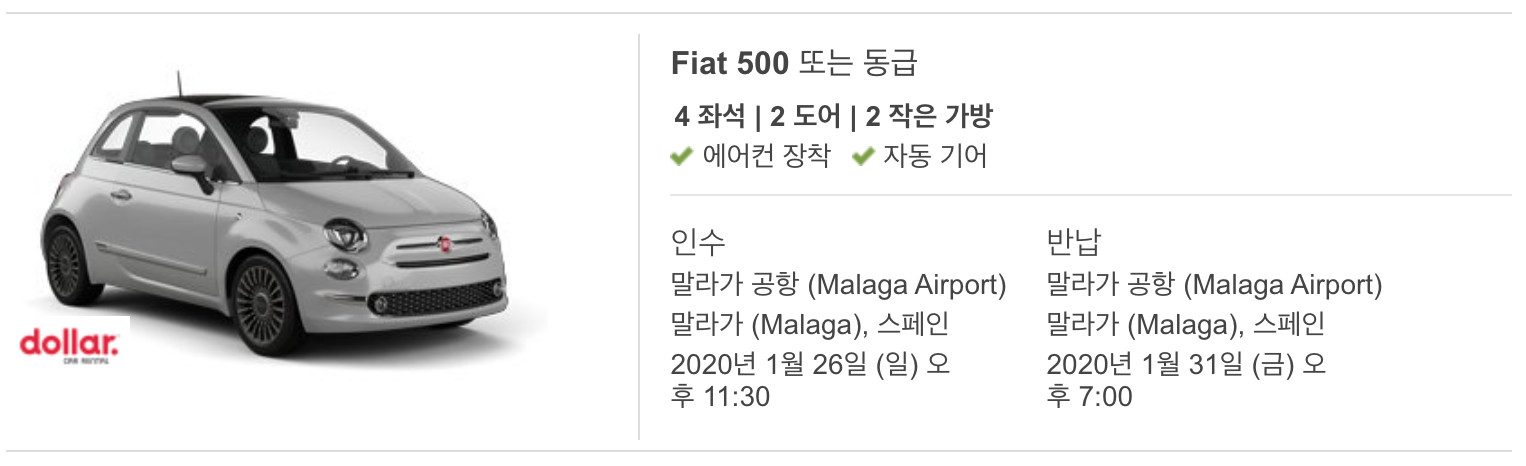 Fiat 500 또는 동급
4 좌석 | 2 도어 | 2 작은 가방
에어컨 장착 자동 기어
인수
말라가 공항 (Malaga Airport)
말라가 (Malaga), 스페인
2020년 1월 26일 (일) 오
후 11:30
반납
말라가 공항 (Malaga Airport)
말라가 (Malaga), 스페인
2020년 1월 31일 (금) 오
후 7:00
dollar.
CAR RENTAL